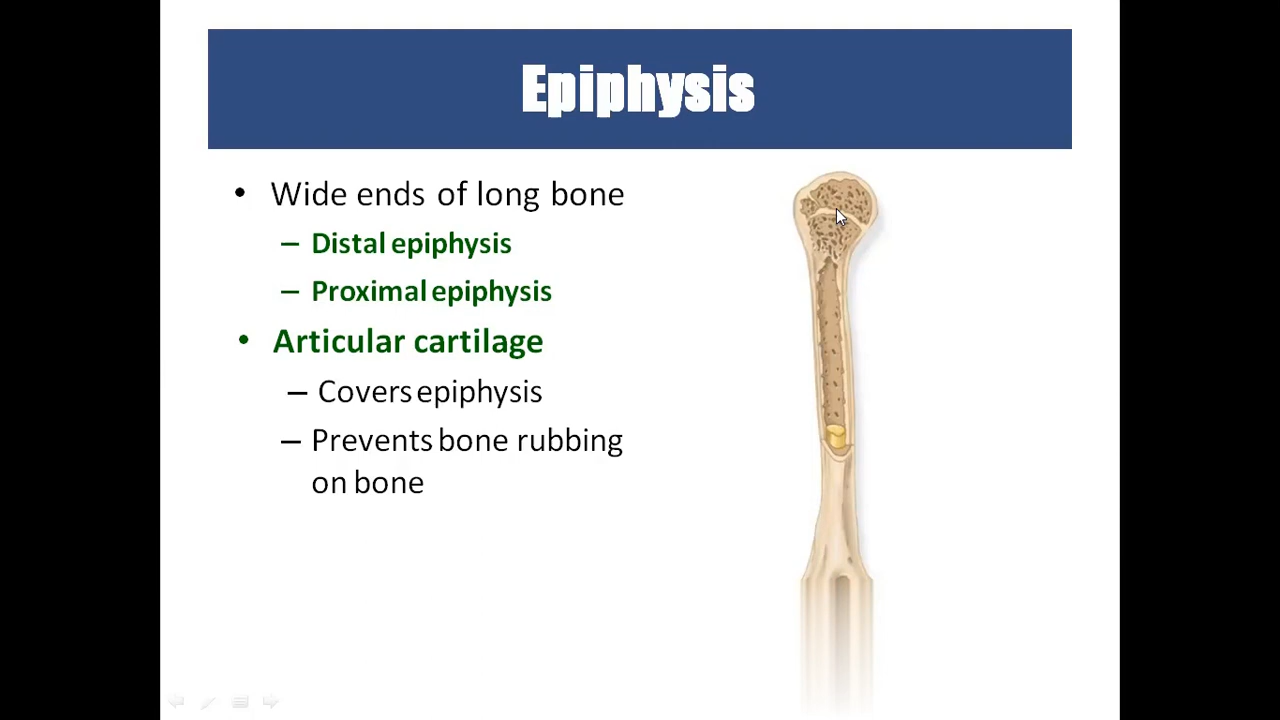 Epiphysis
• Wide ends of long bone
– Distal epiphysis
– Proximal epiphysis
• Articular cartilage
– Covers epiphysis
– Prevents bone rubbing
on bone